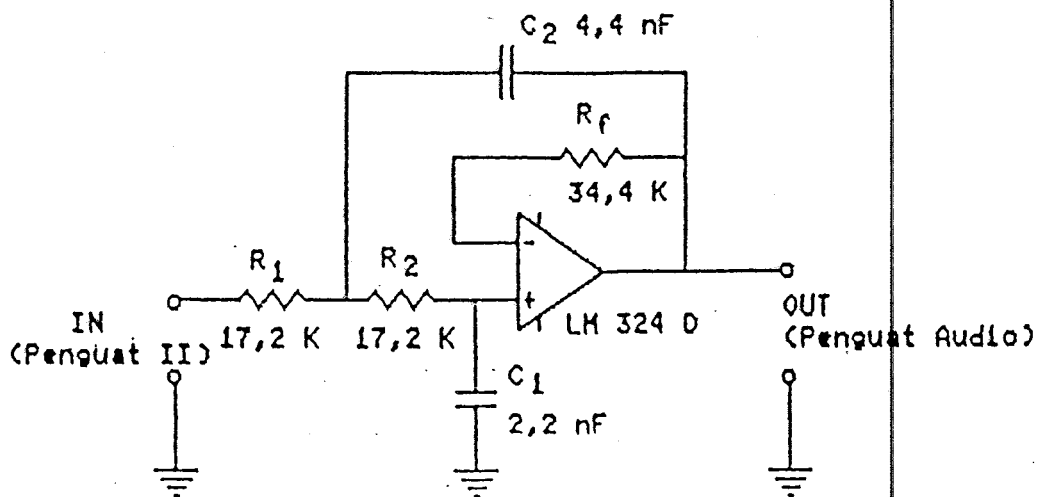 C2 4,4 nF
Rf
34,4 K
R1
R2
-
+
IN
(Penguat II)
17,2 K
17,2 K
LM 324 D
OUT
(Penguat Audio)
C1
2,2 nF